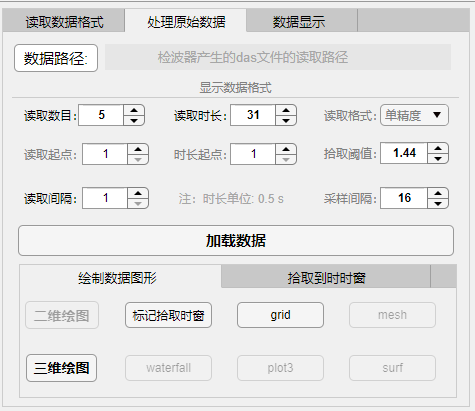 读取数据格式 处理原始数据 数据显示
数据路径: 检波器产生的das文件的读取路径
显示数据格式
读取数目: 5 读取时长: 31 读取格式: 单精度
读取起点: 1 时长起点: 1 拾取阈值: 1.44
读取间隔: 1 注：时长单位: 0.5 s 采样间隔: 16
加载数据
绘制数据图形 拾取到时时窗
二维绘图 标记拾取时窗 grid mesh
三维绘图 waterfall plot3 surf